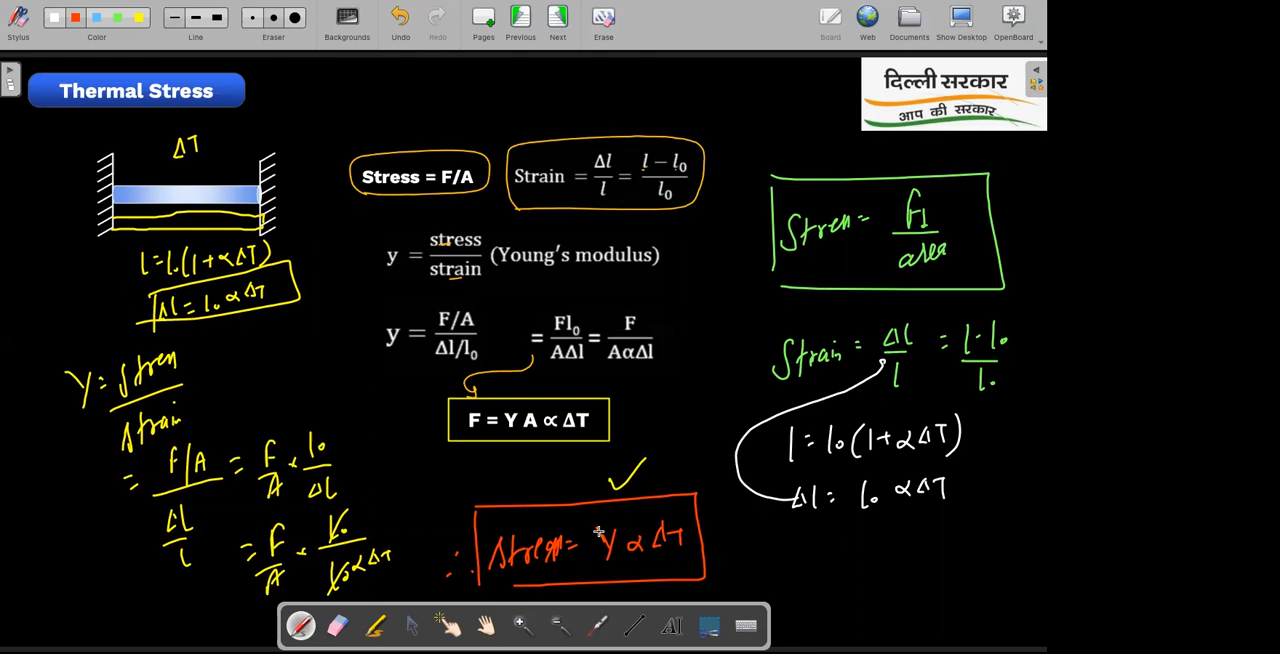 Stylus
Color
Line
Eraser
Backgrounds
Undo
Redo
Pages
Previous
Next
Erase
Board
Web
Documents
Show Desktop
OpenBoard
Thermal Stress
दिल्ली सरकार
आप की सरकार
ΔT
l = l₀(1+αΔT)
Δl = l₀αΔT
Y = Stress / Strain
= F/A / Δl/l = F/A × l₀/Δl
= F/A × l₀/l₀αΔT
Stress = F/A
Strain = Δl/l = l − l₀/l₀
y = stress/strain (Young's modulus)
y = F/A / Δl/l₀ = Fl₀/AΔl = F/AαΔl
F = Y A ∝ ΔT
∴ Stress = Y α ΔT
Stress = F⊥/area
Strain = Δl/l = l - l₀/l₀
l = l₀(1+αΔT)
Δl = l₀ αΔT
AI